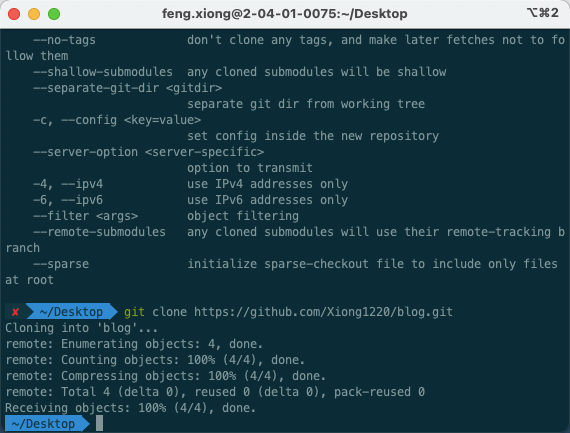 feng.xiong@2-04-01-0075:~/Desktop
⌥⌘2
--no-tags             don't clone any tags, and make later fetches not to fo
llow them
--shallow-submodules  any cloned submodules will be shallow
--separate-git-dir <gitdir>
separate git dir from working tree
-c, --config <key=value>
set config inside the new repository
--server-option <server-specific>
option to transmit
-4, --ipv4            use IPv4 addresses only
-6, --ipv6            use IPv6 addresses only
--filter <args>       object filtering
--remote-submodules   any cloned submodules will use their remote-tracking b
ranch
--sparse              initialize sparse-checkout file to include only files
at root
✘ ~/Desktop git clone https://github.com/Xiong1220/blog.git
Cloning into 'blog'...
remote: Enumerating objects: 4, done.
remote: Counting objects: 100% (4/4), done.
remote: Compressing objects: 100% (4/4), done.
remote: Total 4 (delta 0), reused 0 (delta 0), pack-reused 0
Receiving objects: 100% (4/4), done.
~/Desktop